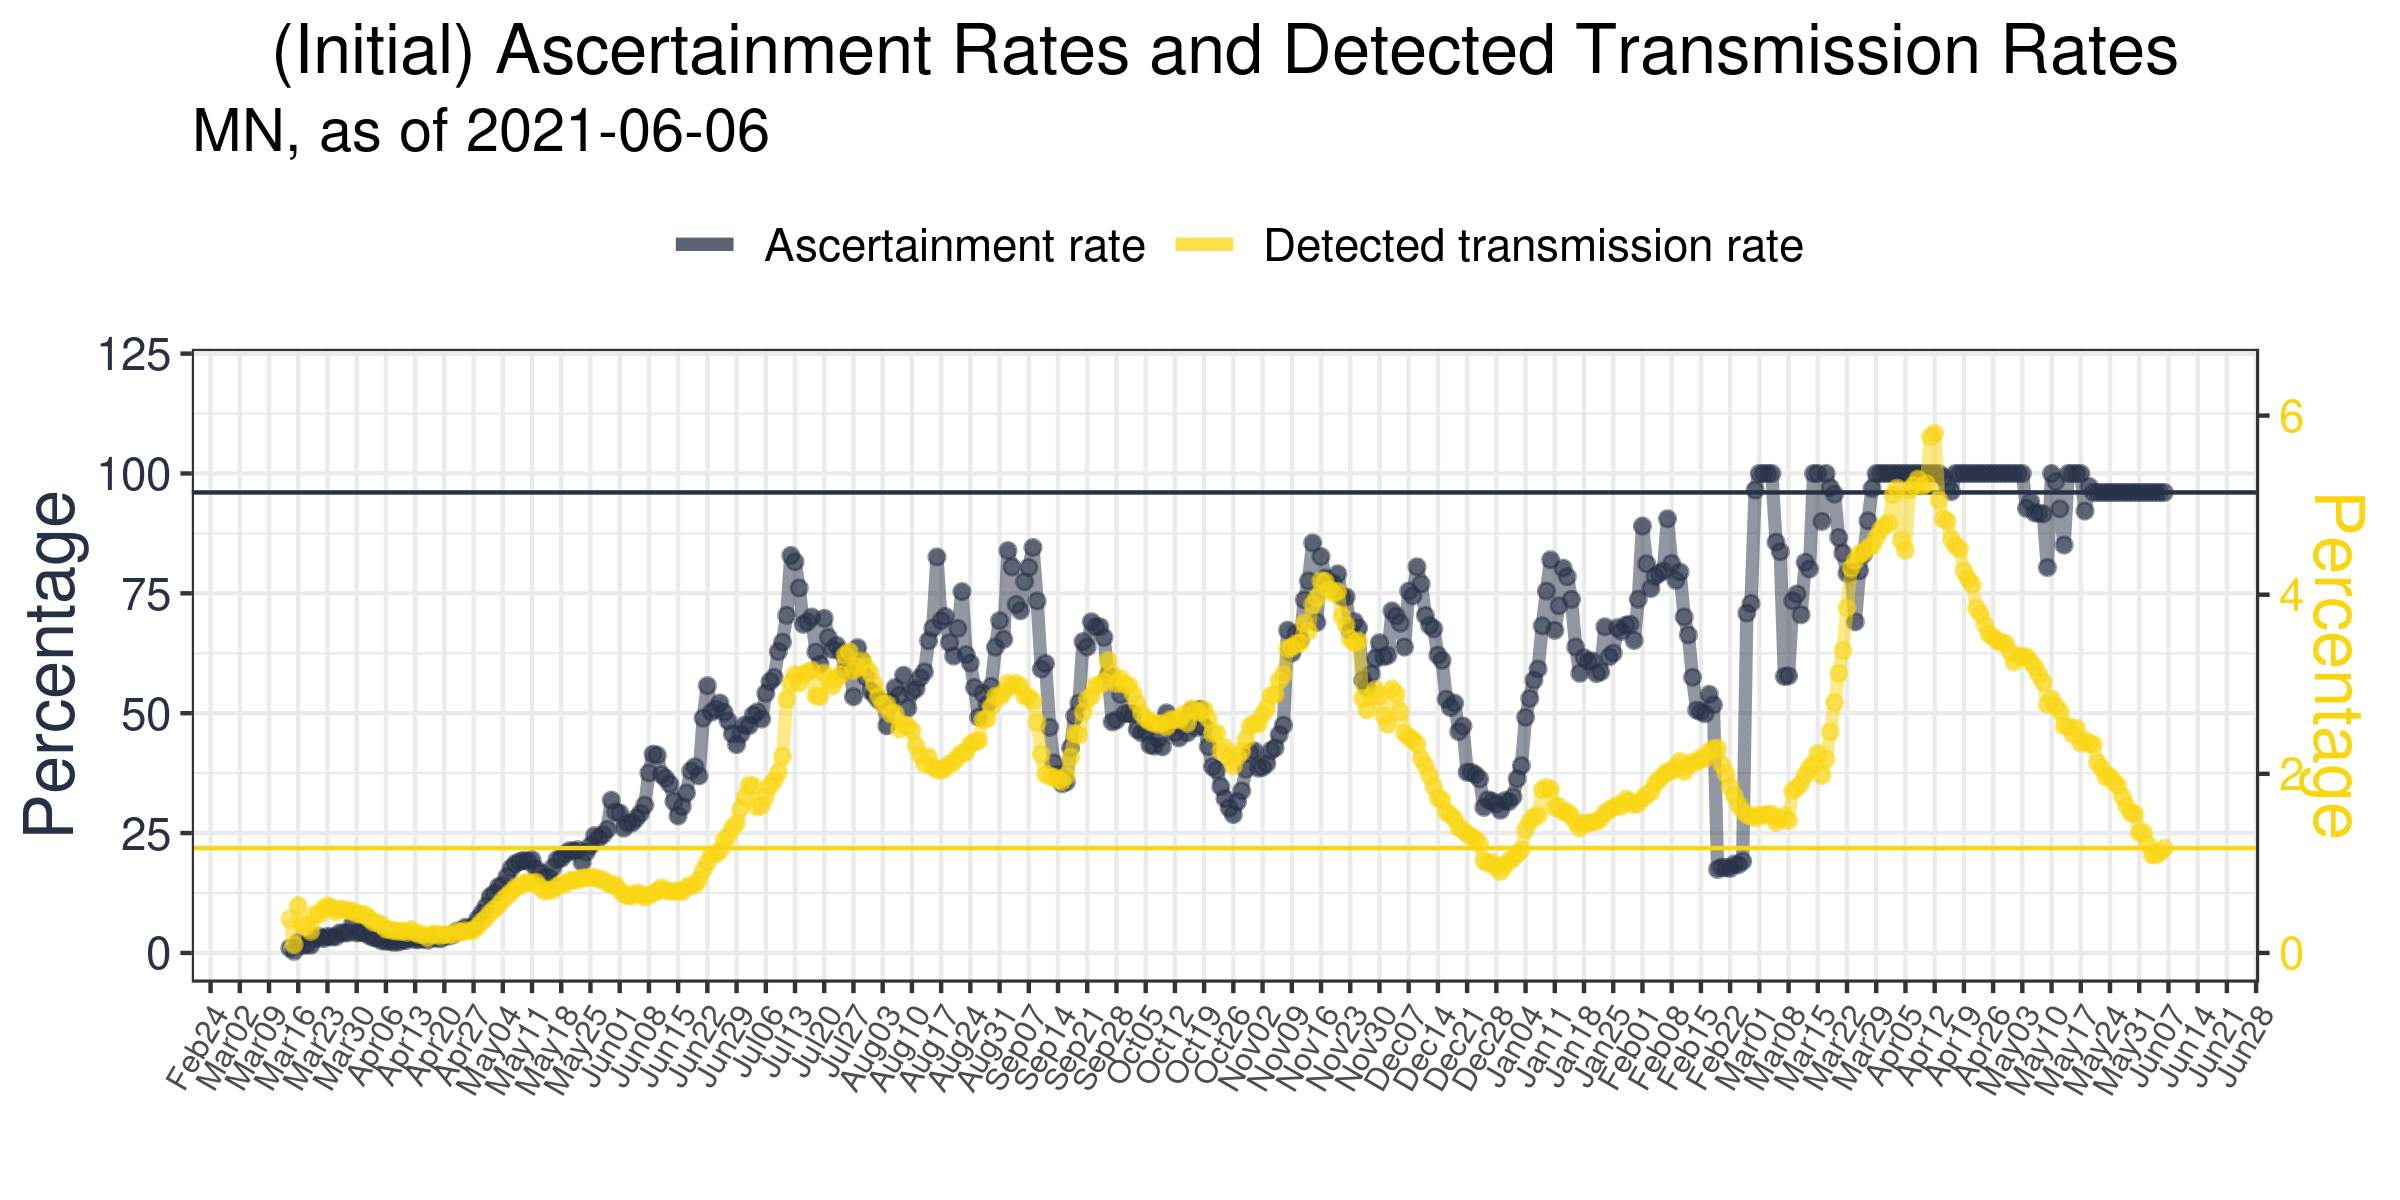 (Initial) Ascertainment Rates and Detected Transmission Rates
MN, as of 2021-06-06
Ascertainment rate
Detected transmission rate
125
100
75
50
25
0
Percentage
6
4
2
0
Percentage
Feb24
Mar02
Mar09
Mar16
Mar23
Mar30
Apr06
Apr13
Apr20
Apr27
May04
May11
May18
May25
Jun01
Jun08
Jun15
Jun22
Jun29
Jul06
Jul13
Jul20
Jul27
Aug03
Aug10
Aug17
Aug24
Aug31
Sep07
Sep14
Sep21
Sep28
Oct05
Oct12
Oct19
Oct26
Nov02
Nov09
Nov16
Nov23
Nov30
Dec07
Dec14
Dec21
Dec28
Jan04
Jan11
Jan18
Jan25
Feb01
Feb08
Feb15
Feb22
Mar01
Mar08
Mar15
Mar22
Mar29
Apr05
Apr12
Apr19
Apr26
May03
May10
May17
May24
May31
Jun07
Jun14
Jun21
Jun28